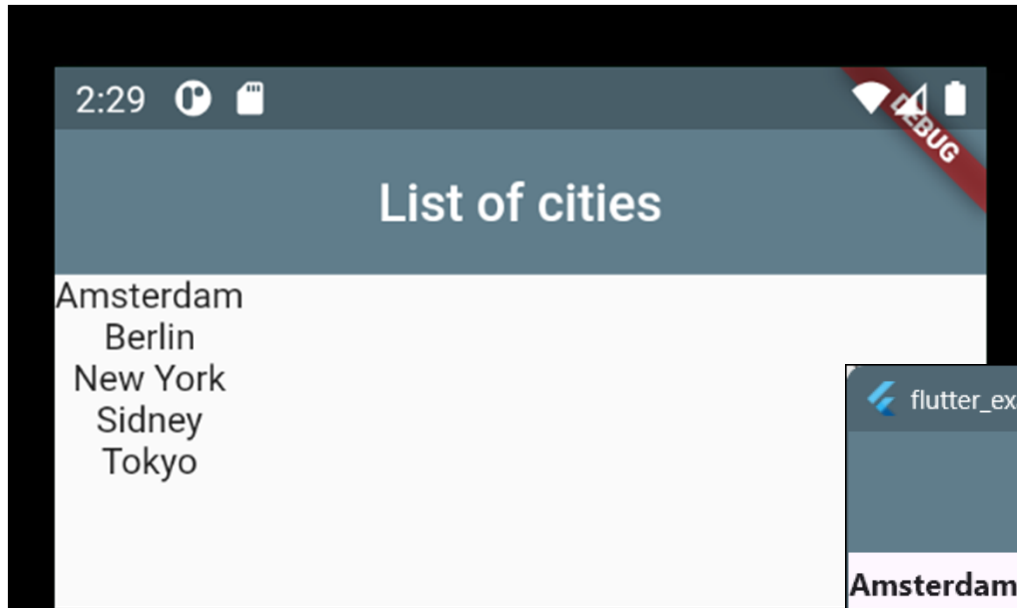 2:29
DEBUG
List of cities
Amsterdam
Berlin
New York
Sidney
Tokyo
flutter_ex
Amsterdam